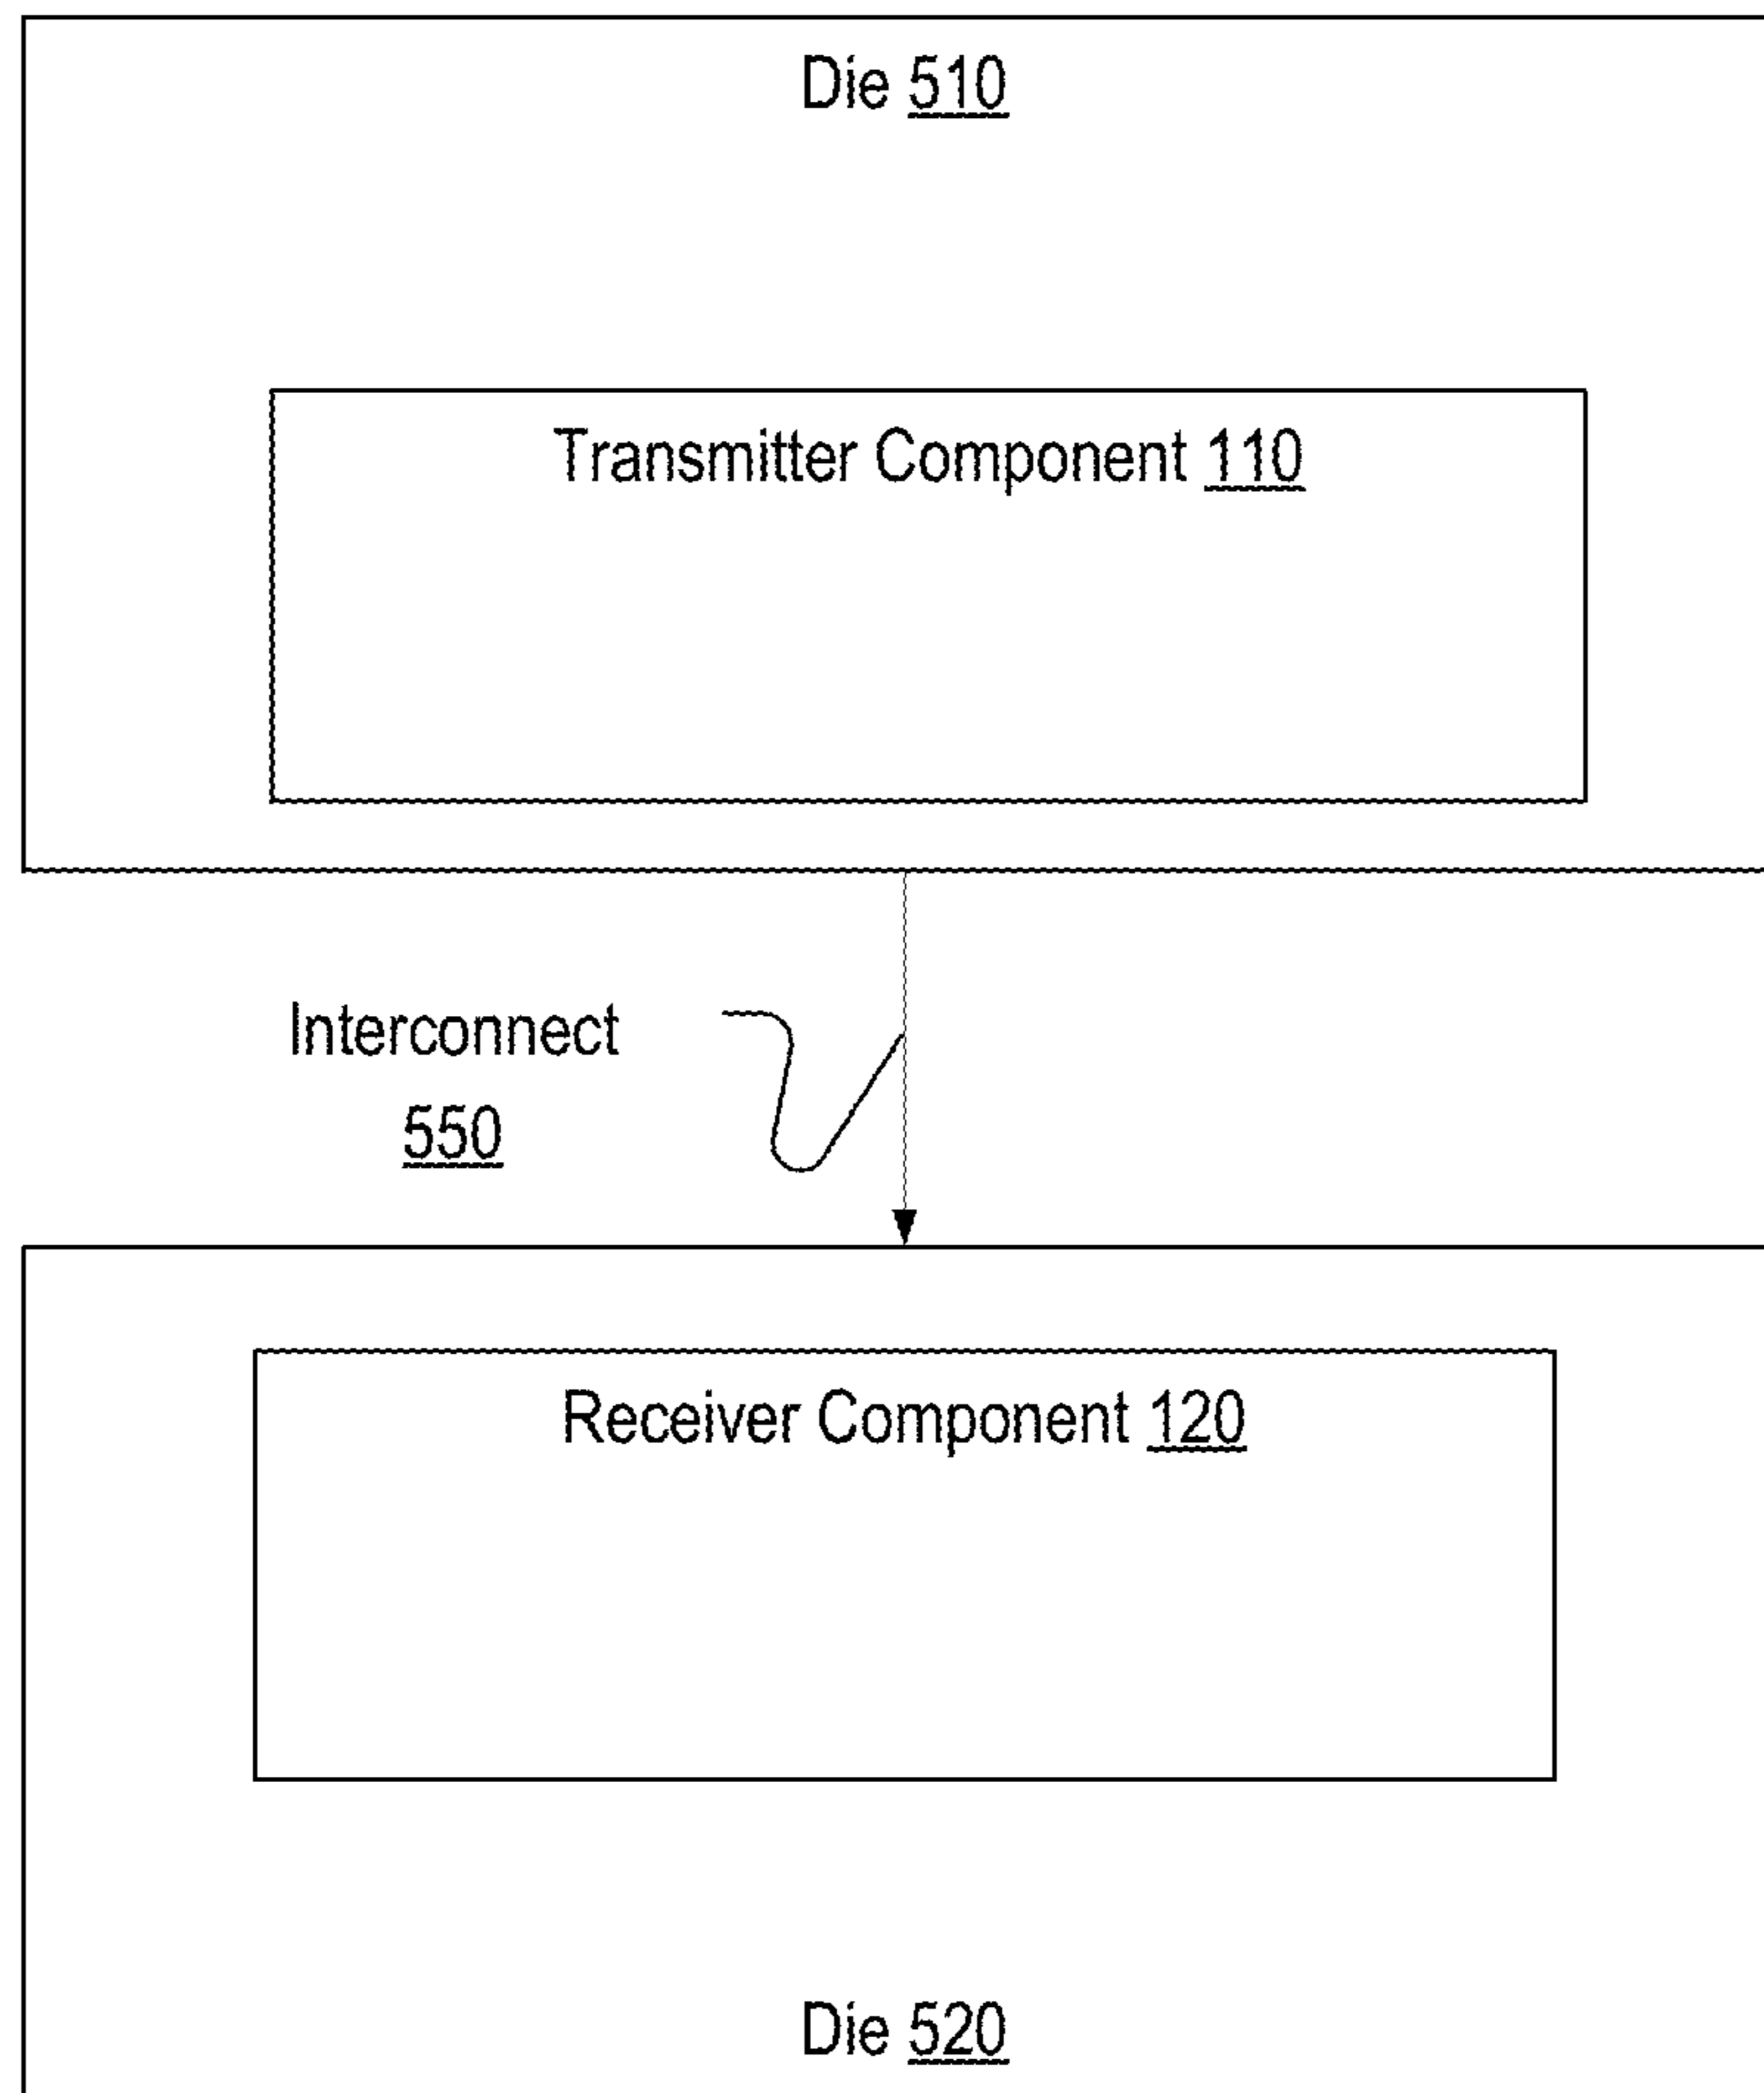 Die 510
Transmitter Component 110
Interconnect
550
Receiver Component 120
Die 520